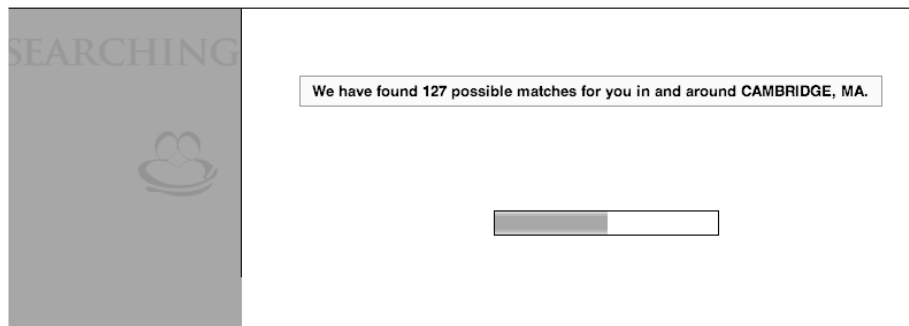 SEARCHING
We have found 127 possible matches for you in and around CAMBRIDGE, MA.